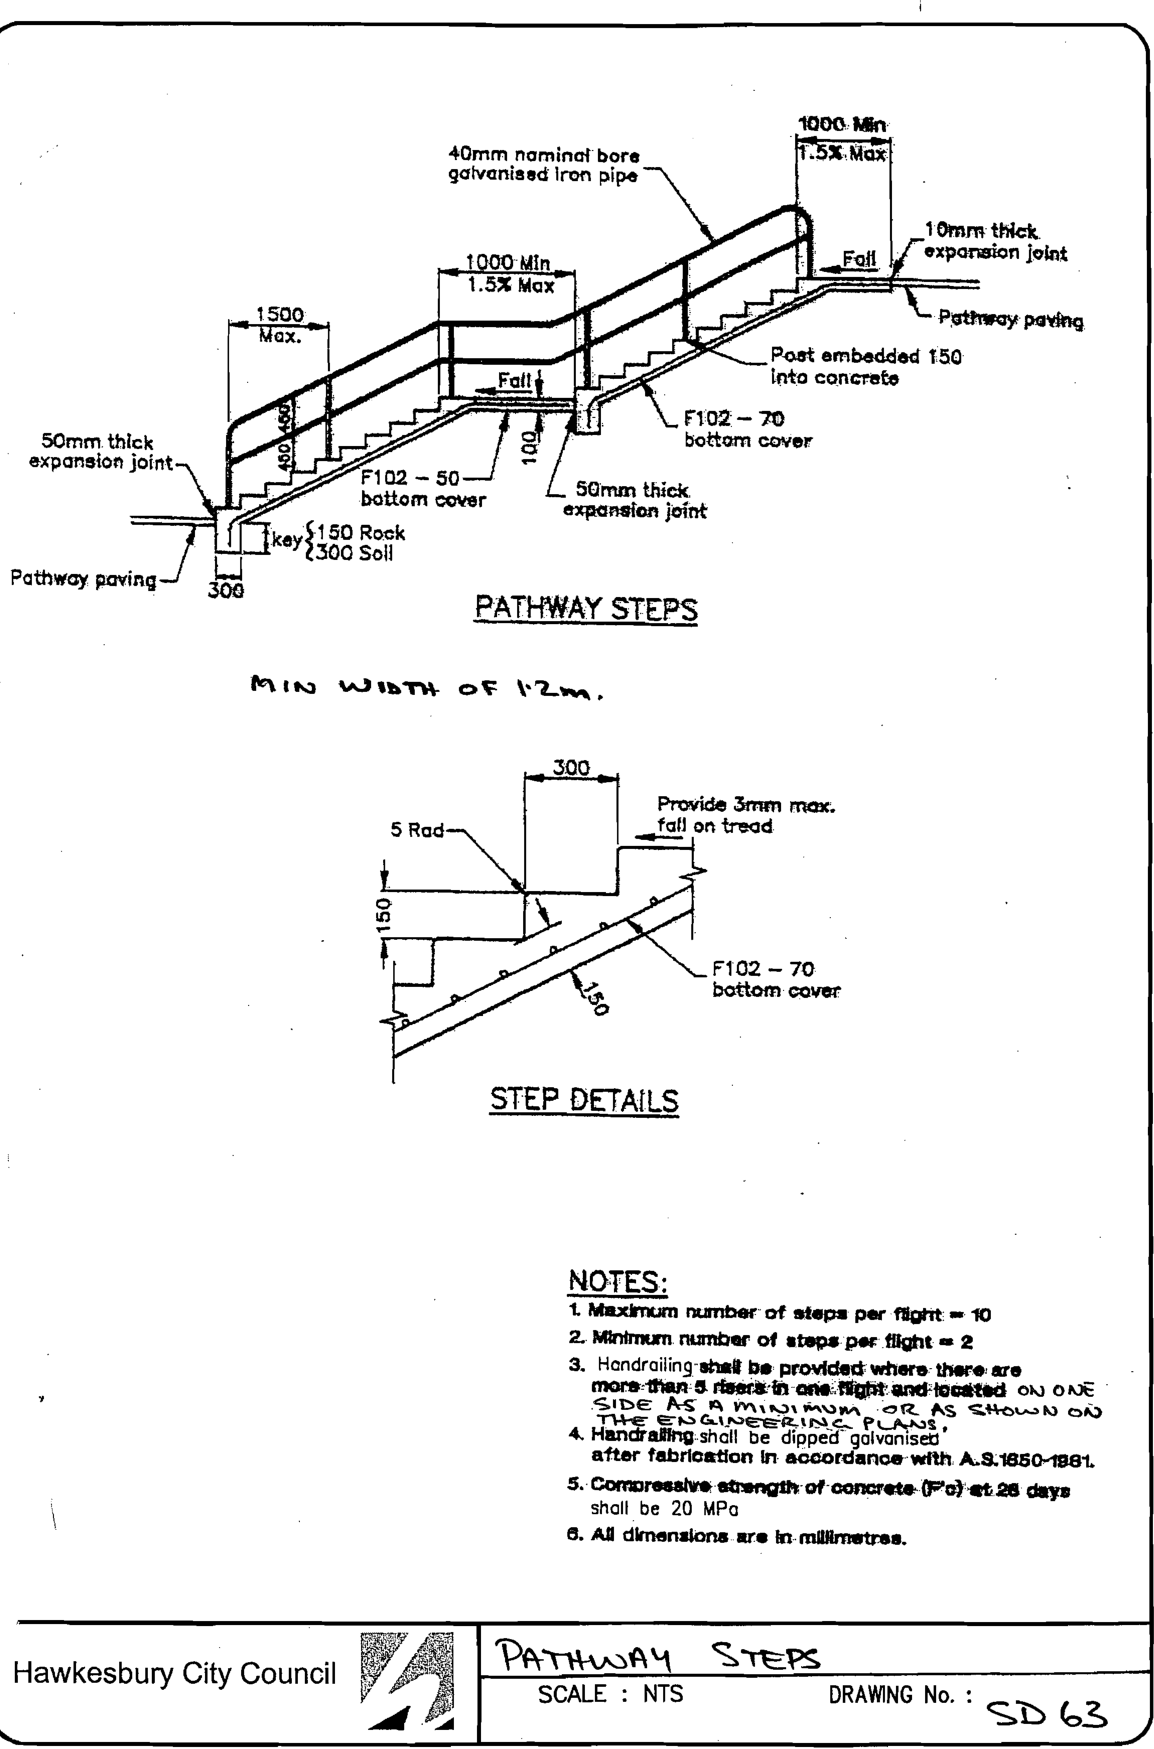 1000 Min
1.5% Max
40mm nominal bore
galvanised iron pipe
10mm thick
expansion joint
Fall
1000 Min
1.5% Max
Pathway paving
1500
Max.
Post embedded 150
into concrete
Fall
450
450
100
F102 - 70
bottom cover
50mm thick
expansion joint
F102 - 50
bottom cover
50mm thick
expansion joint
key { 150 Rock
300 Soil
Pathway paving
300
PATHWAY STEPS
MIN WIDTH OF 1.2m.
300
Provide 3mm max.
fall on tread
5 Rad
150
F102 - 70
bottom cover
150
STEP DETAILS
NOTES:
1. Maximum number of steps per flight = 10
2. Minimum number of steps per flight = 2
3. Handrailing shall be provided where there are
more than 5 risers in one flight and located ON ONE
SIDE AS A MINIMUM OR AS SHOWN ON
THE ENGINEERING PLANS.
4. Handrailing shall be dipped galvanised
after fabrication in accordance with A.S.1650-1981.
5. Compressive strength of concrete (F'c) at 28 days
shall be 20 MPa
6. All dimensions are in millimetres.
Hawkesbury City Council
PATHWAY STEPS
SCALE : NTS
DRAWING No. : SD 63